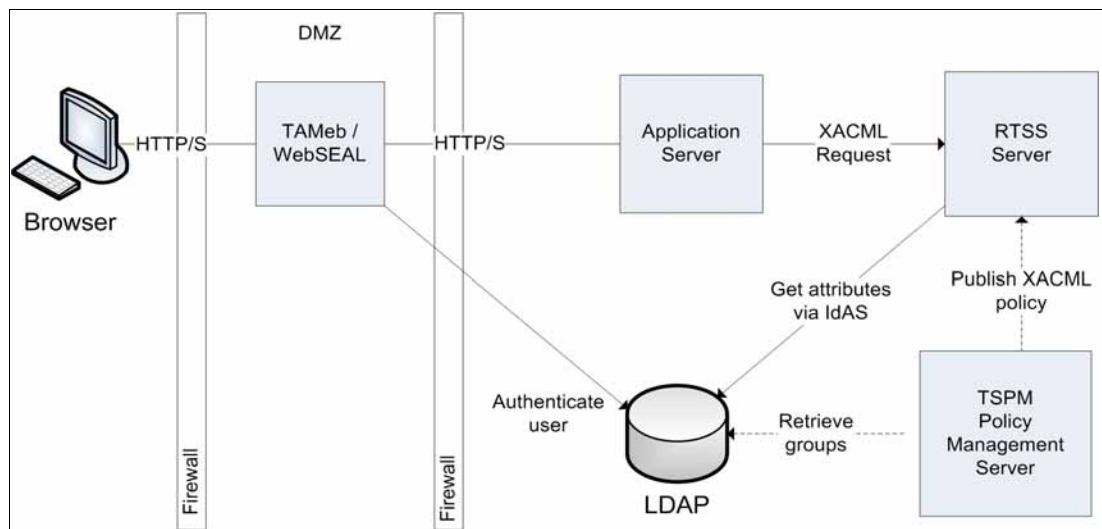 DMZ
HTTP/S
TAMeb /
WebSEAL
HTTP/S
Application
Server
XACML
Request
RTSS
Server
Browser
Get attributes
via IdAS
Publish XACML
policy
Authenticate
user
Retrieve
groups
TSPM
Policy
Management
Server
LDAP
Firewall
Firewall